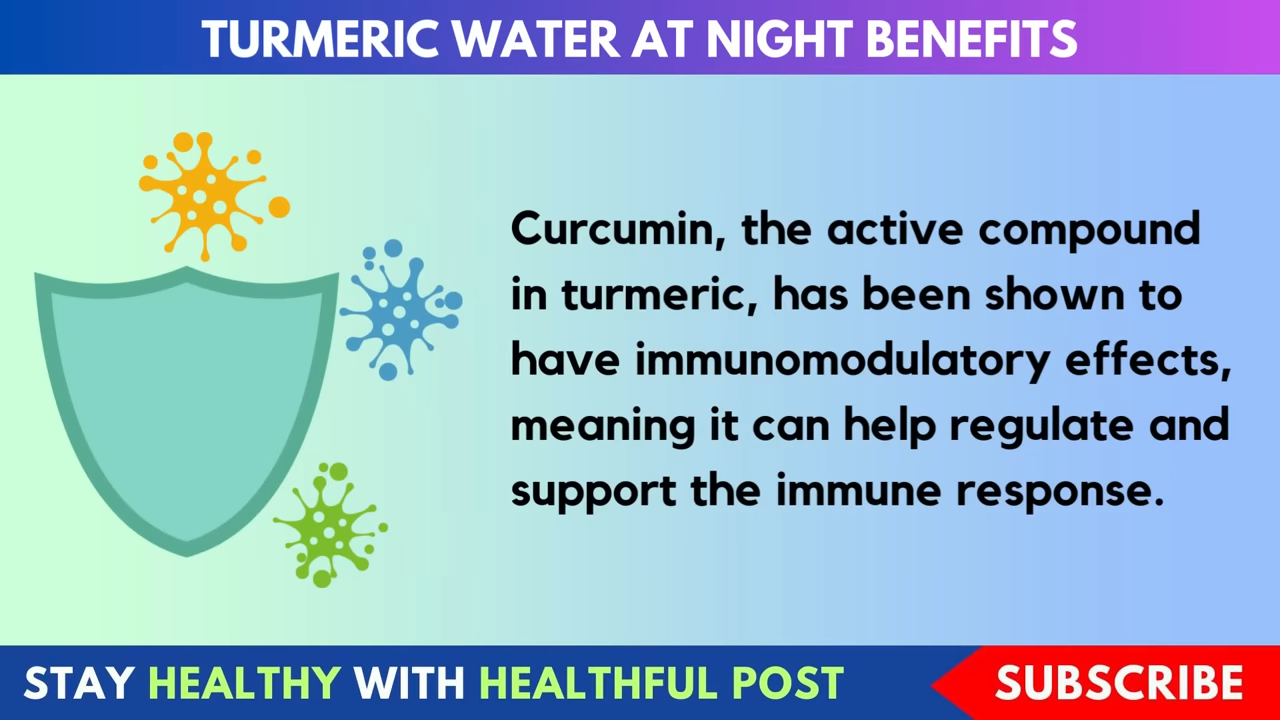 TURMERIC WATER AT NIGHT BENEFITS
Curcumin, the active compound
in turmeric, has been shown to
have immunomodulatory effects,
meaning it can help regulate and
support the immune response.
STAY HEALTHY WITH HEALTHFUL POST
SUBSCRIBE